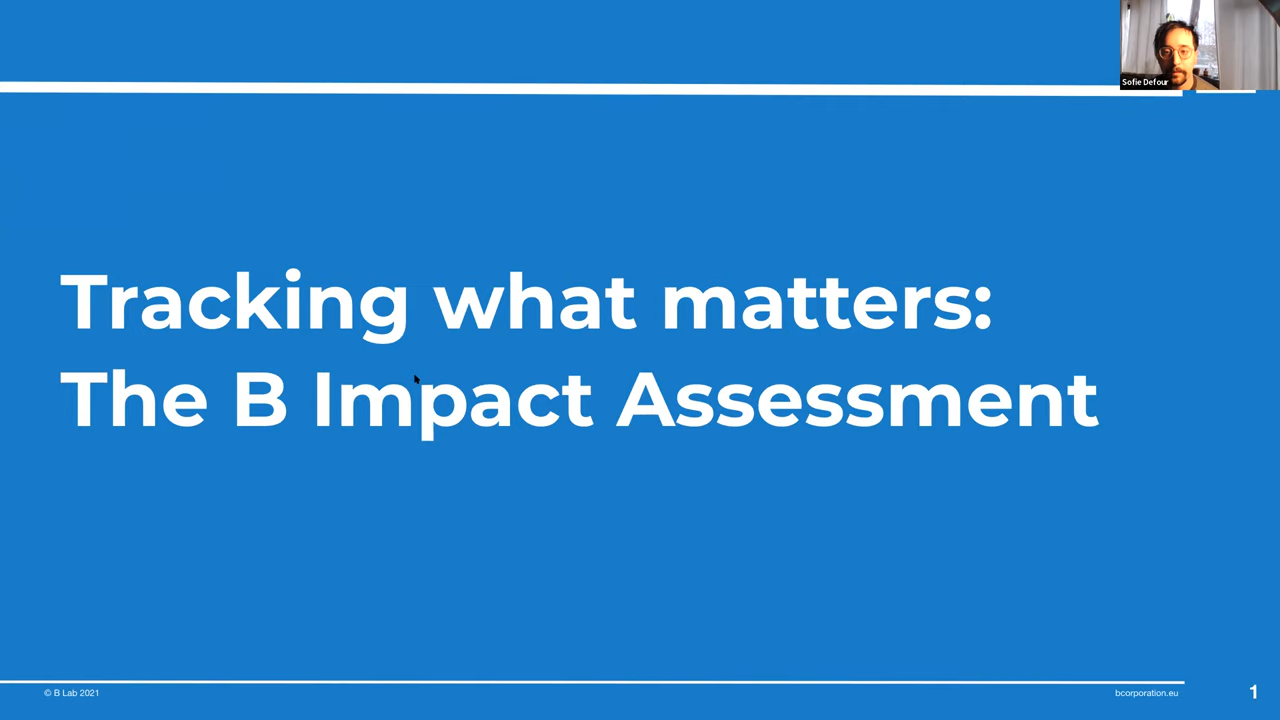 Sofie Defour
Tracking what matters:
The B Impact Assessment
© B Lab 2021
bcorporation.eu
1